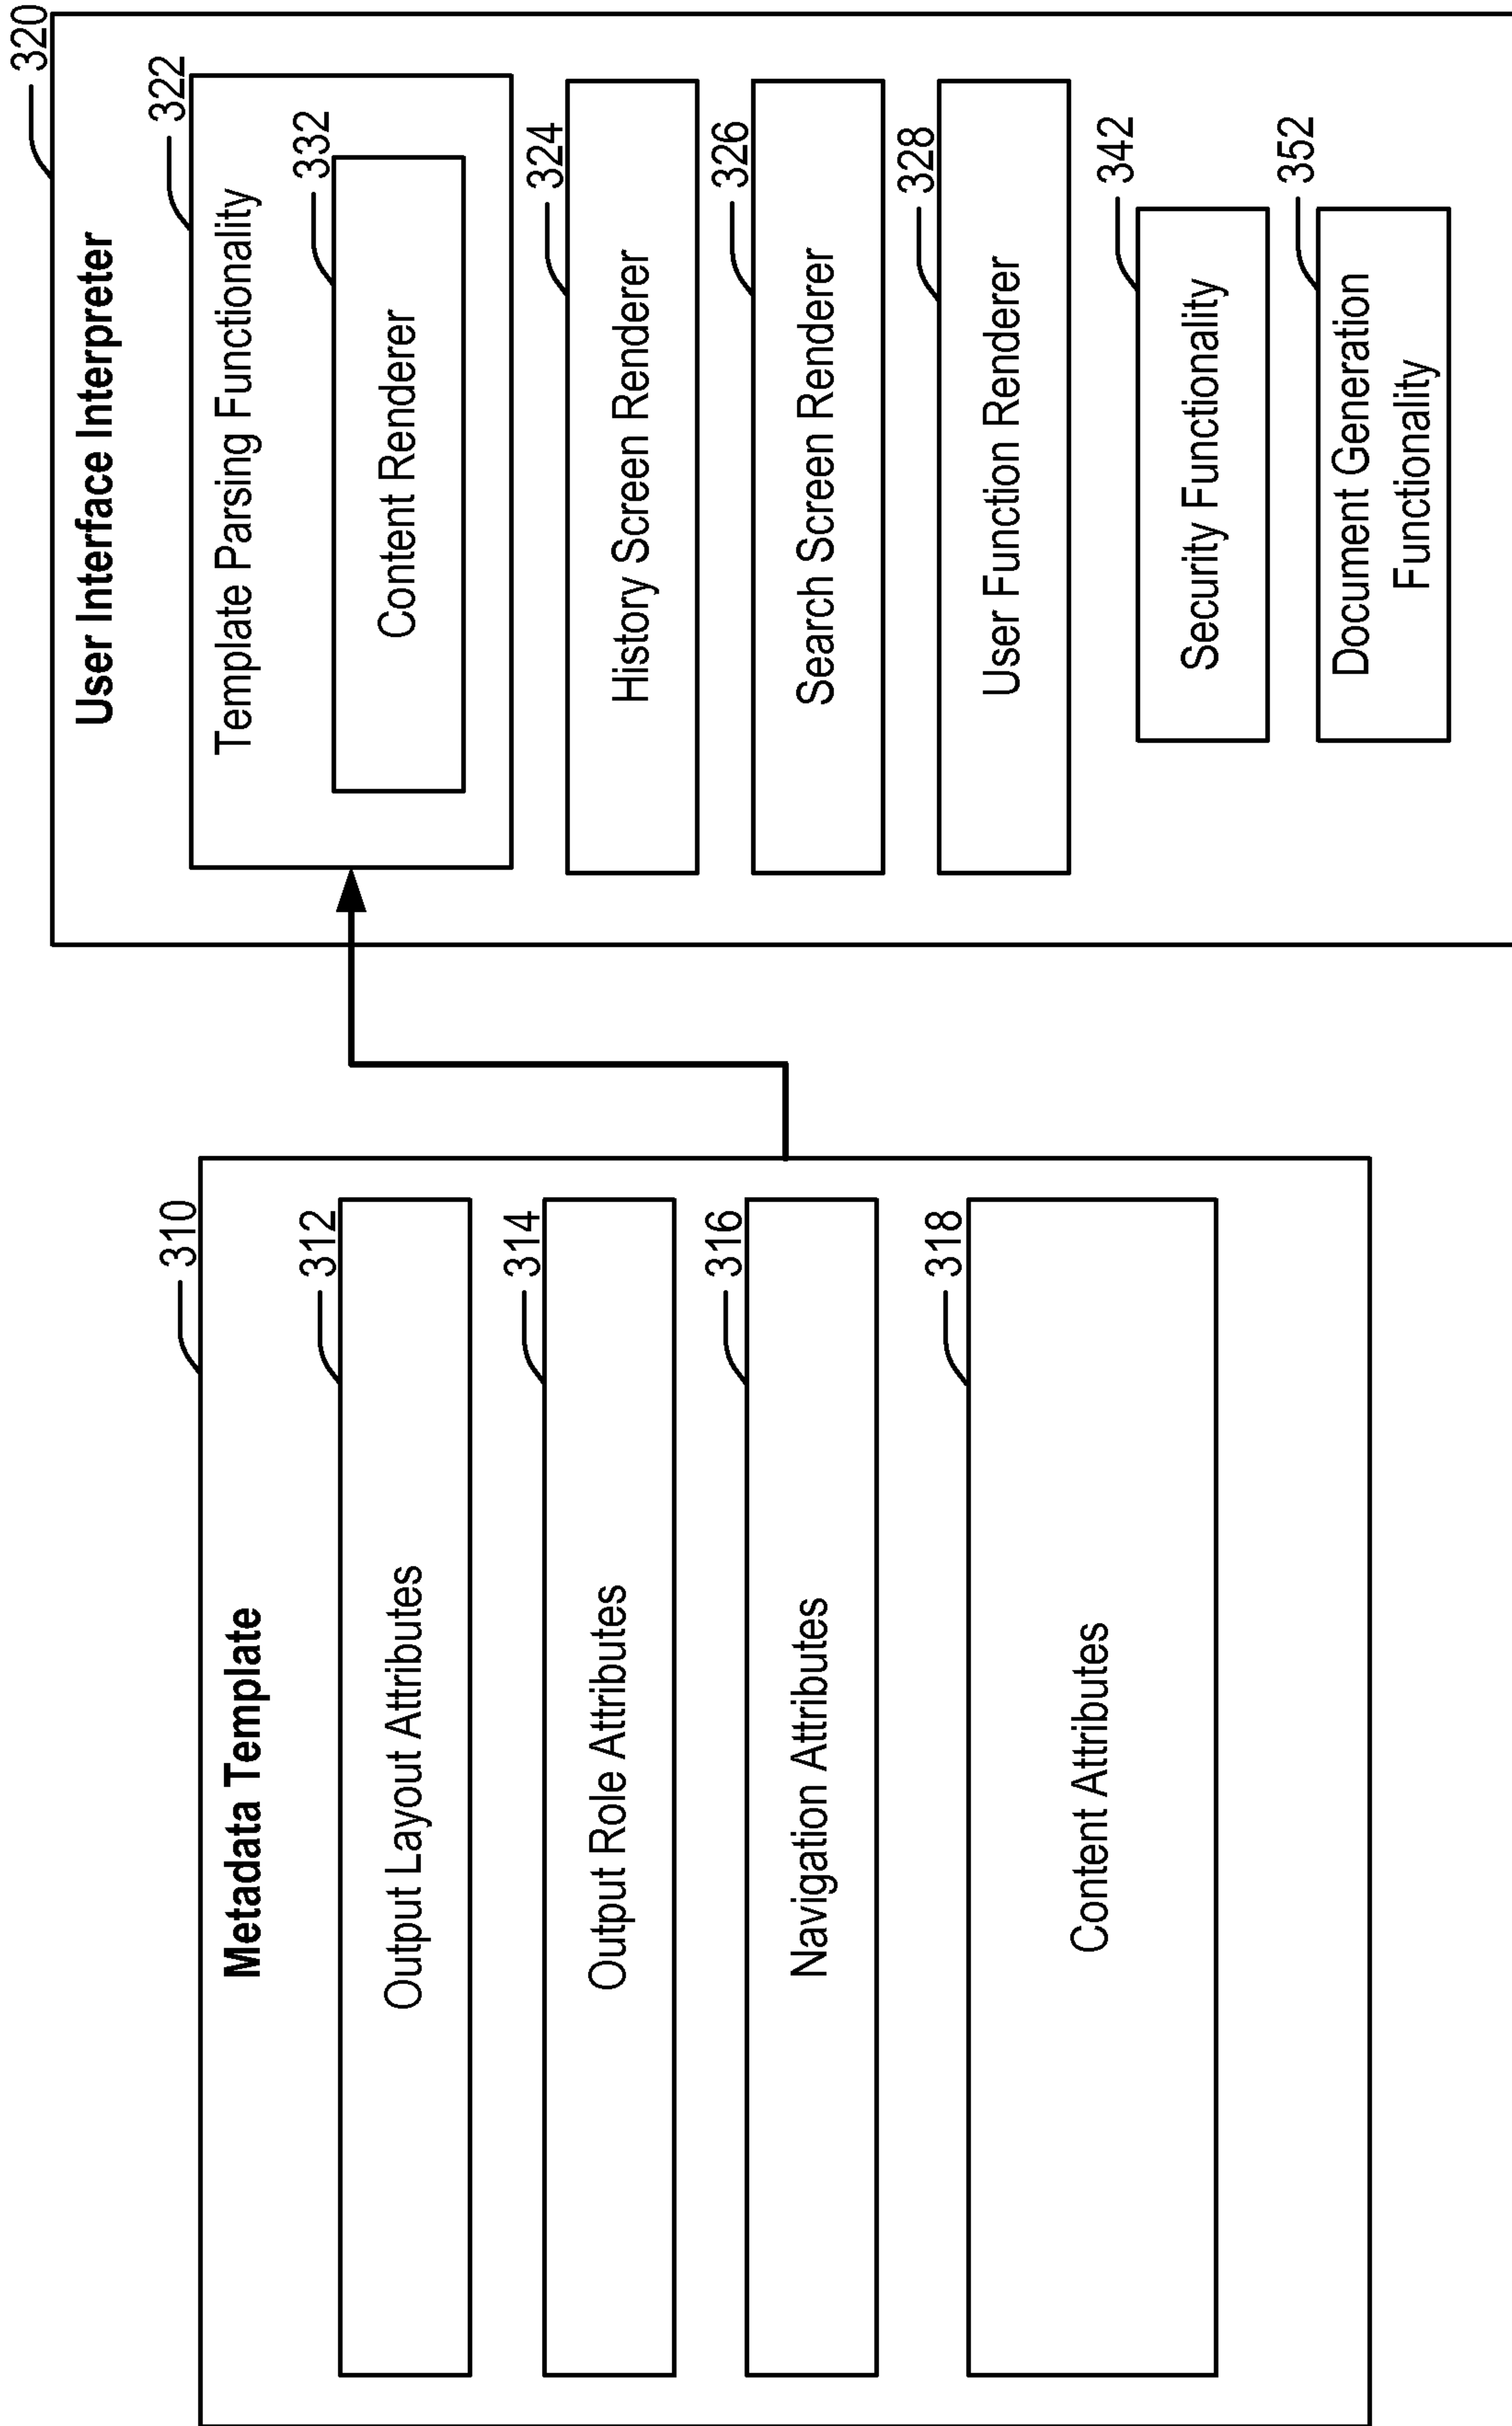 310
Metadata Template
312
Output Layout Attributes
314
Output Role Attributes
316
Navigation Attributes
318
Content Attributes
320
User Interface Interpreter
322
Template Parsing Functionality
332
Content Renderer
324
History Screen Renderer
326
Search Screen Renderer
328
User Function Renderer
342
Security Functionality
352
Document Generation
Functionality